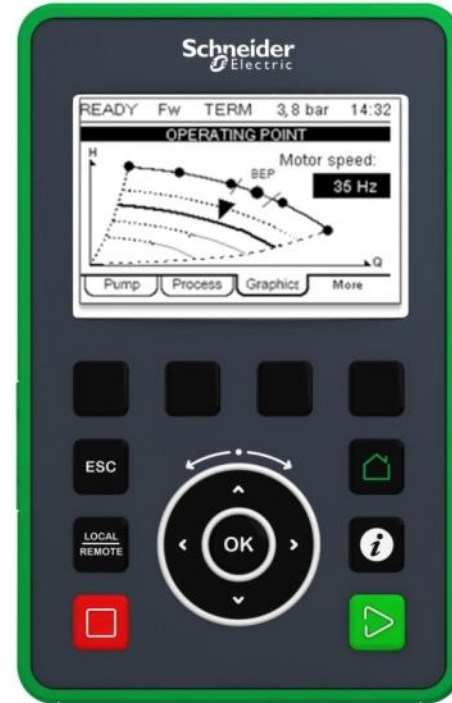 Schneider
Electric
READY Fw TERM 3,8 bar 14:32
OPERATING POINT
H
BEP
Motor speed:
35 Hz
Q
Pump Process Graphics More
ESC
LOCAL
REMOTE
OK
i